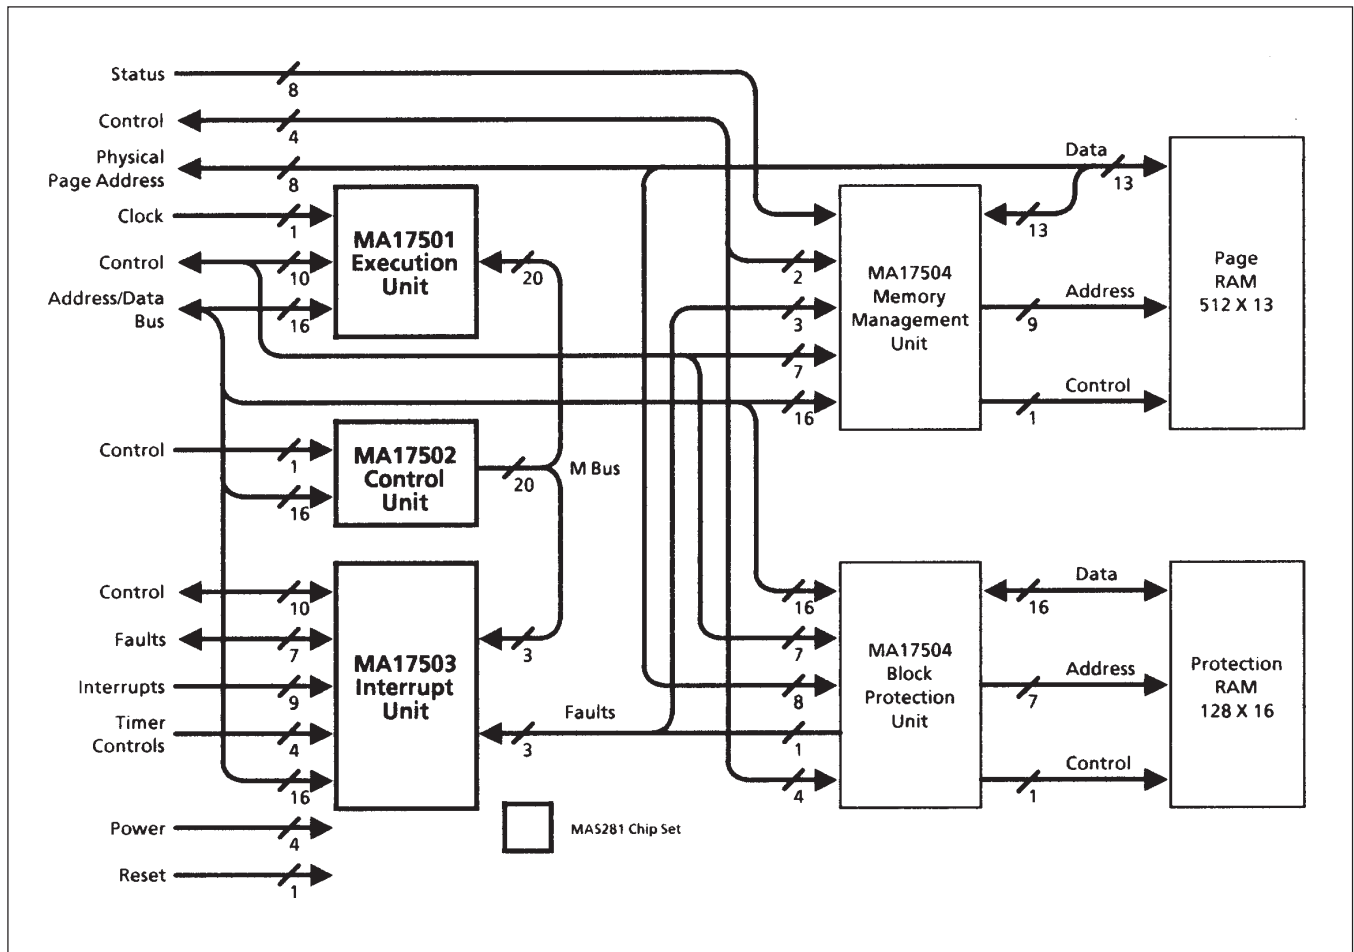 Status
8
Control
4
Physical
Page Address
8
Data
13
Clock
1
13
MA17501
Execution
Unit
Control
10
20
2
MA17504
Memory
Management
Unit
Page
RAM
512 X 13
Address/Data
Bus
16
3
Address
9
7
16
Control
1
Control
1
MA17502
Control
Unit
20
M Bus
16
Control
10
16
Data
16
Faults
7
MA17503
Interrupt
Unit
3
7
MA17504
Block
Protection
Unit
Protection
RAM
128 X 16
Interrupts
9
8
Address
7
Timer
Controls
4
Faults
3
1
16
4
Control
1
Power
4
MAS281 Chip Set
Reset
1